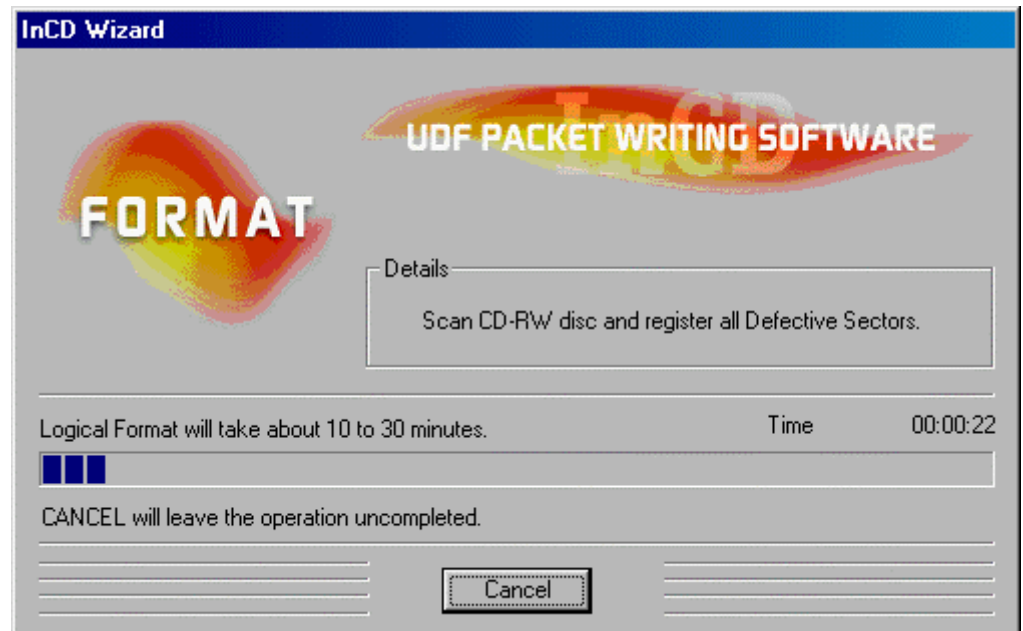 InCD Wizard
InCD
UDF PACKET WRITING SOFTWARE
FORMAT
Details
Scan CD-RW disc and register all Defective Sectors.
Logical Format will take about 10 to 30 minutes. Time 00:00:22
CANCEL will leave the operation uncompleted.
Cancel